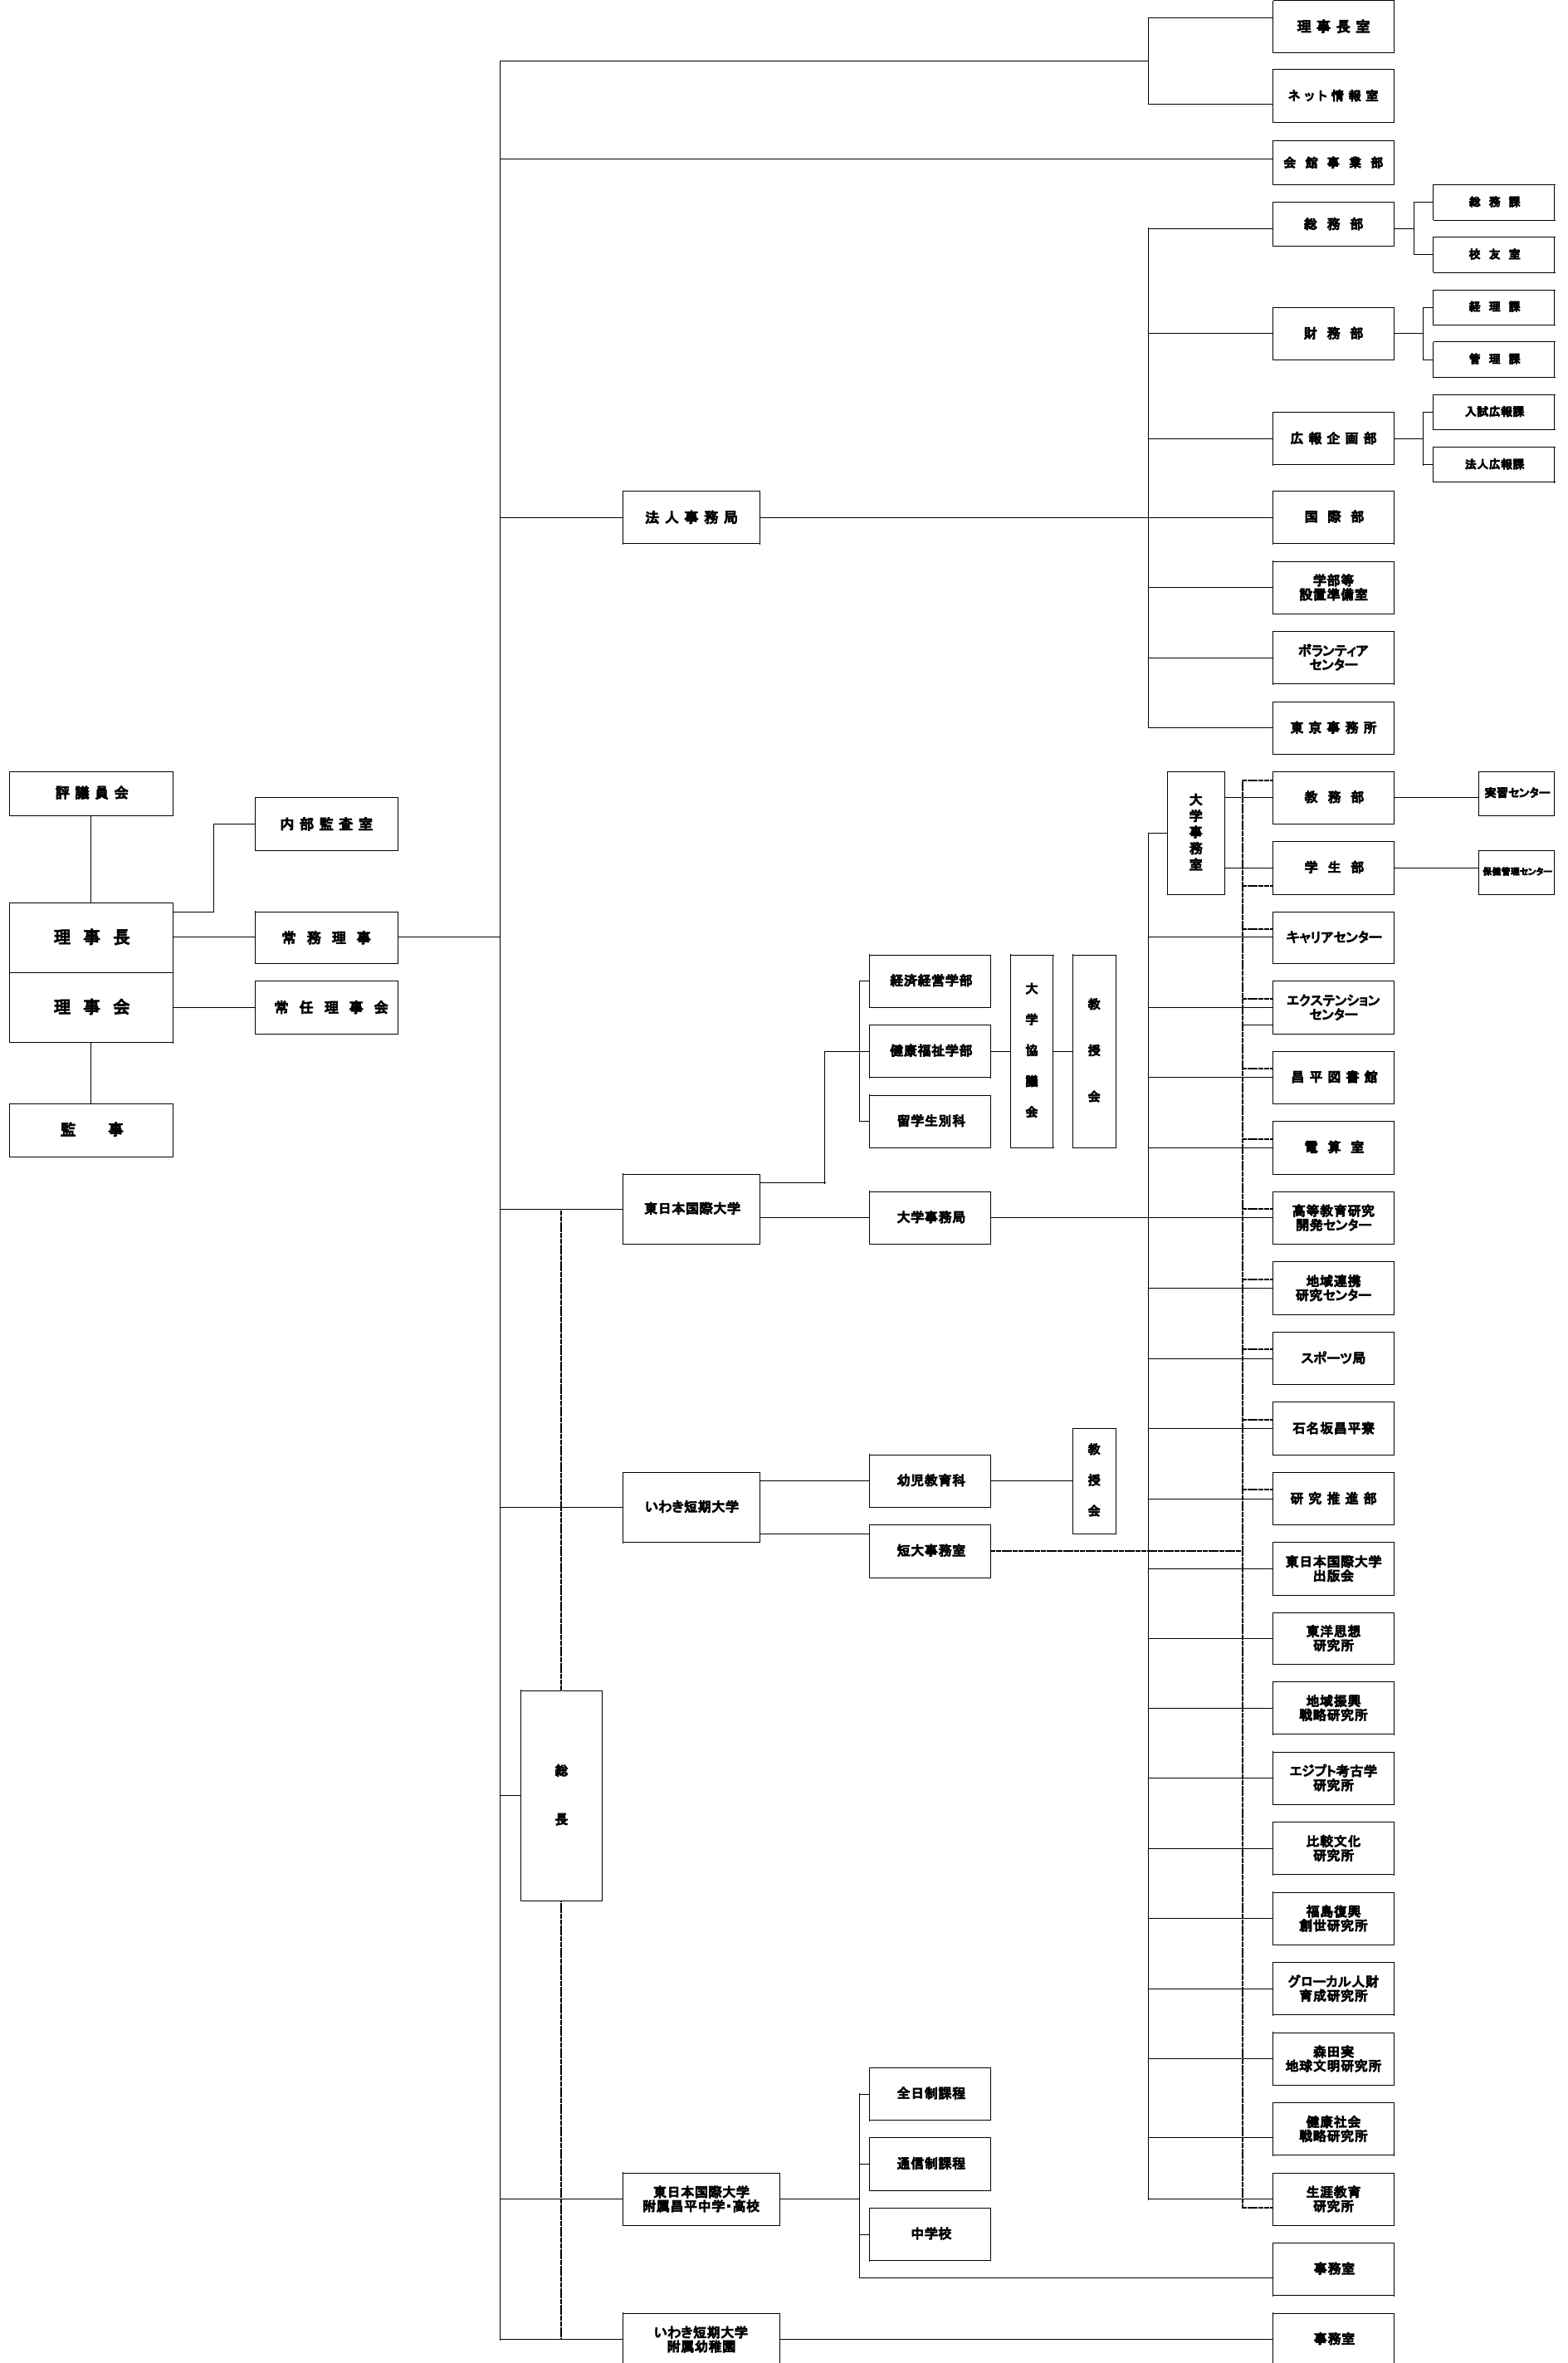 理事長室
ネット情報室
会館事業部
総務部
総務課
校友室
財務部
経理課
管理課
広報企画部
入試広報課
法人広報課
法人事務局
国際部
学部等
設置準備室
ボランティア
センター
東京事務所
評議員会
内部監査室
理事長
常務理事
理事会
常任理事会
監事
大学事務室
教務部
実習センター
学生部
保健管理センター
キャリアセンター
エクステンション
センター
昌平図書館
電算室
高等教育研究
開発センター
地域連携
研究センター
スポーツ局
石名坂昌平寮
研究推進部
東日本国際大学
出版会
東洋思想
研究所
地域振興
戦略研究所
エジプト考古学
研究所
比較文化
研究所
福島復興
創世研究所
グローカル人財
育成研究所
森田実
地球文明研究所
健康社会
戦略研究所
生涯教育
研究所
経済経営学部
健康福祉学部
留学生別科
大学協議会
教授会
東日本国際大学
大学事務局
いわき短期大学
幼児教育科
教授会
短大事務室
総長
東日本国際大学
附属昌平中学・高校
全日制課程
通信制課程
中学校
事務室
いわき短期大学
附属幼稚園
事務室